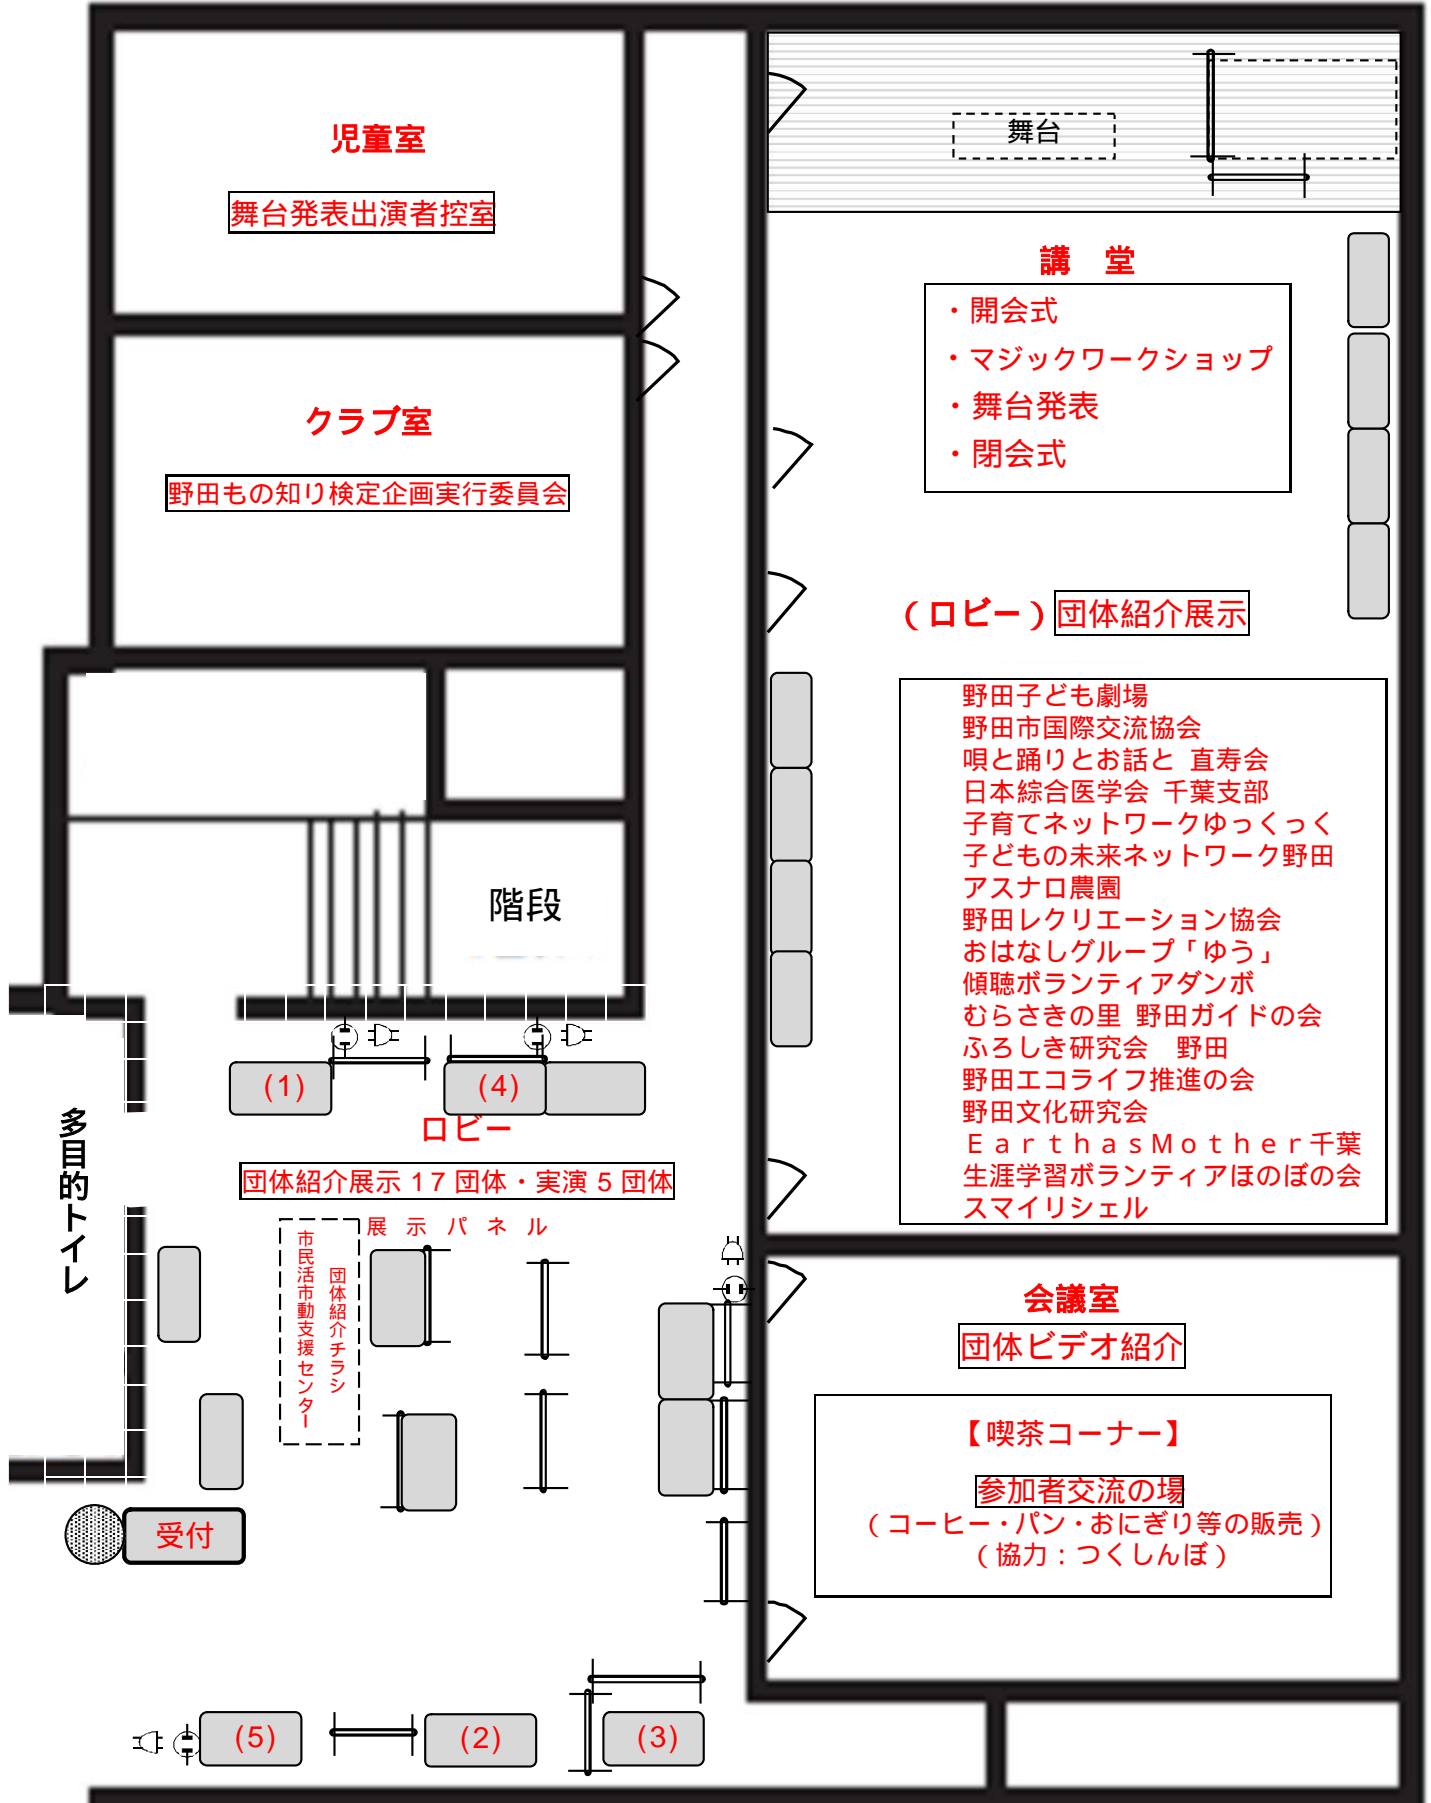 児童室
舞台発表出演者控室
クラブ室
野田もの知り検定企画実行委員会
階段
舞台
講　堂
・開会式
・マジックワークショップ
・舞台発表
・閉会式
（ロビー）団体紹介展示
野田子ども劇場
野田市国際交流協会
唄と踊りとお話と 直寿会
日本綜合医学会 千葉支部
子育てネットワークゆっくっく
子どもの未来ネットワーク野田
アスナロ農園
野田レクリエーション協会
おはなしグループ「ゆう」
傾聴ボランティアダンボ
むらさきの里 野田ガイドの会
ふろしき研究会　野田
野田エコライフ推進の会
野田文化研究会
ＥａｒｔｈａｓＭｏｔｈｅｒ千葉
生涯学習ボランティアほのぼの会
スマイリシェル
多目的トイレ
(1)
(4)
ロビー
団体紹介展示 17 団体・実演 5 団体
展示パネル
団体紹介チラシ
市民活市動支援センター
受付
(5)
(2)
(3)
会議室
団体ビデオ紹介
【喫茶コーナー】
参加者交流の場
（コーヒー・パン・おにぎり等の販売）
（協力：つくしんぼ）